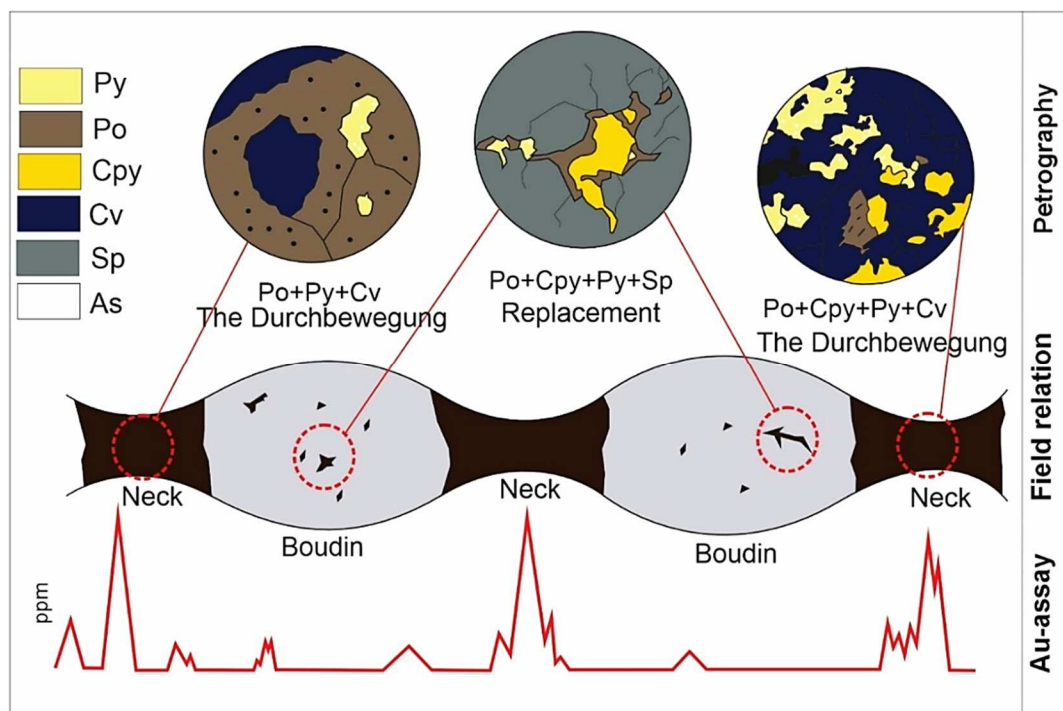 Py
Po
Cpy
Cv
Sp
As
Po+Py+Cv
The Durchbewegung
Po+Cpy+Py+Sp
Replacement
Po+Cpy+Py+Cv
The Durchbewegung
Petrography
Neck
Boudin
Neck
Boudin
Neck
Field relation
ppm
Au-assay